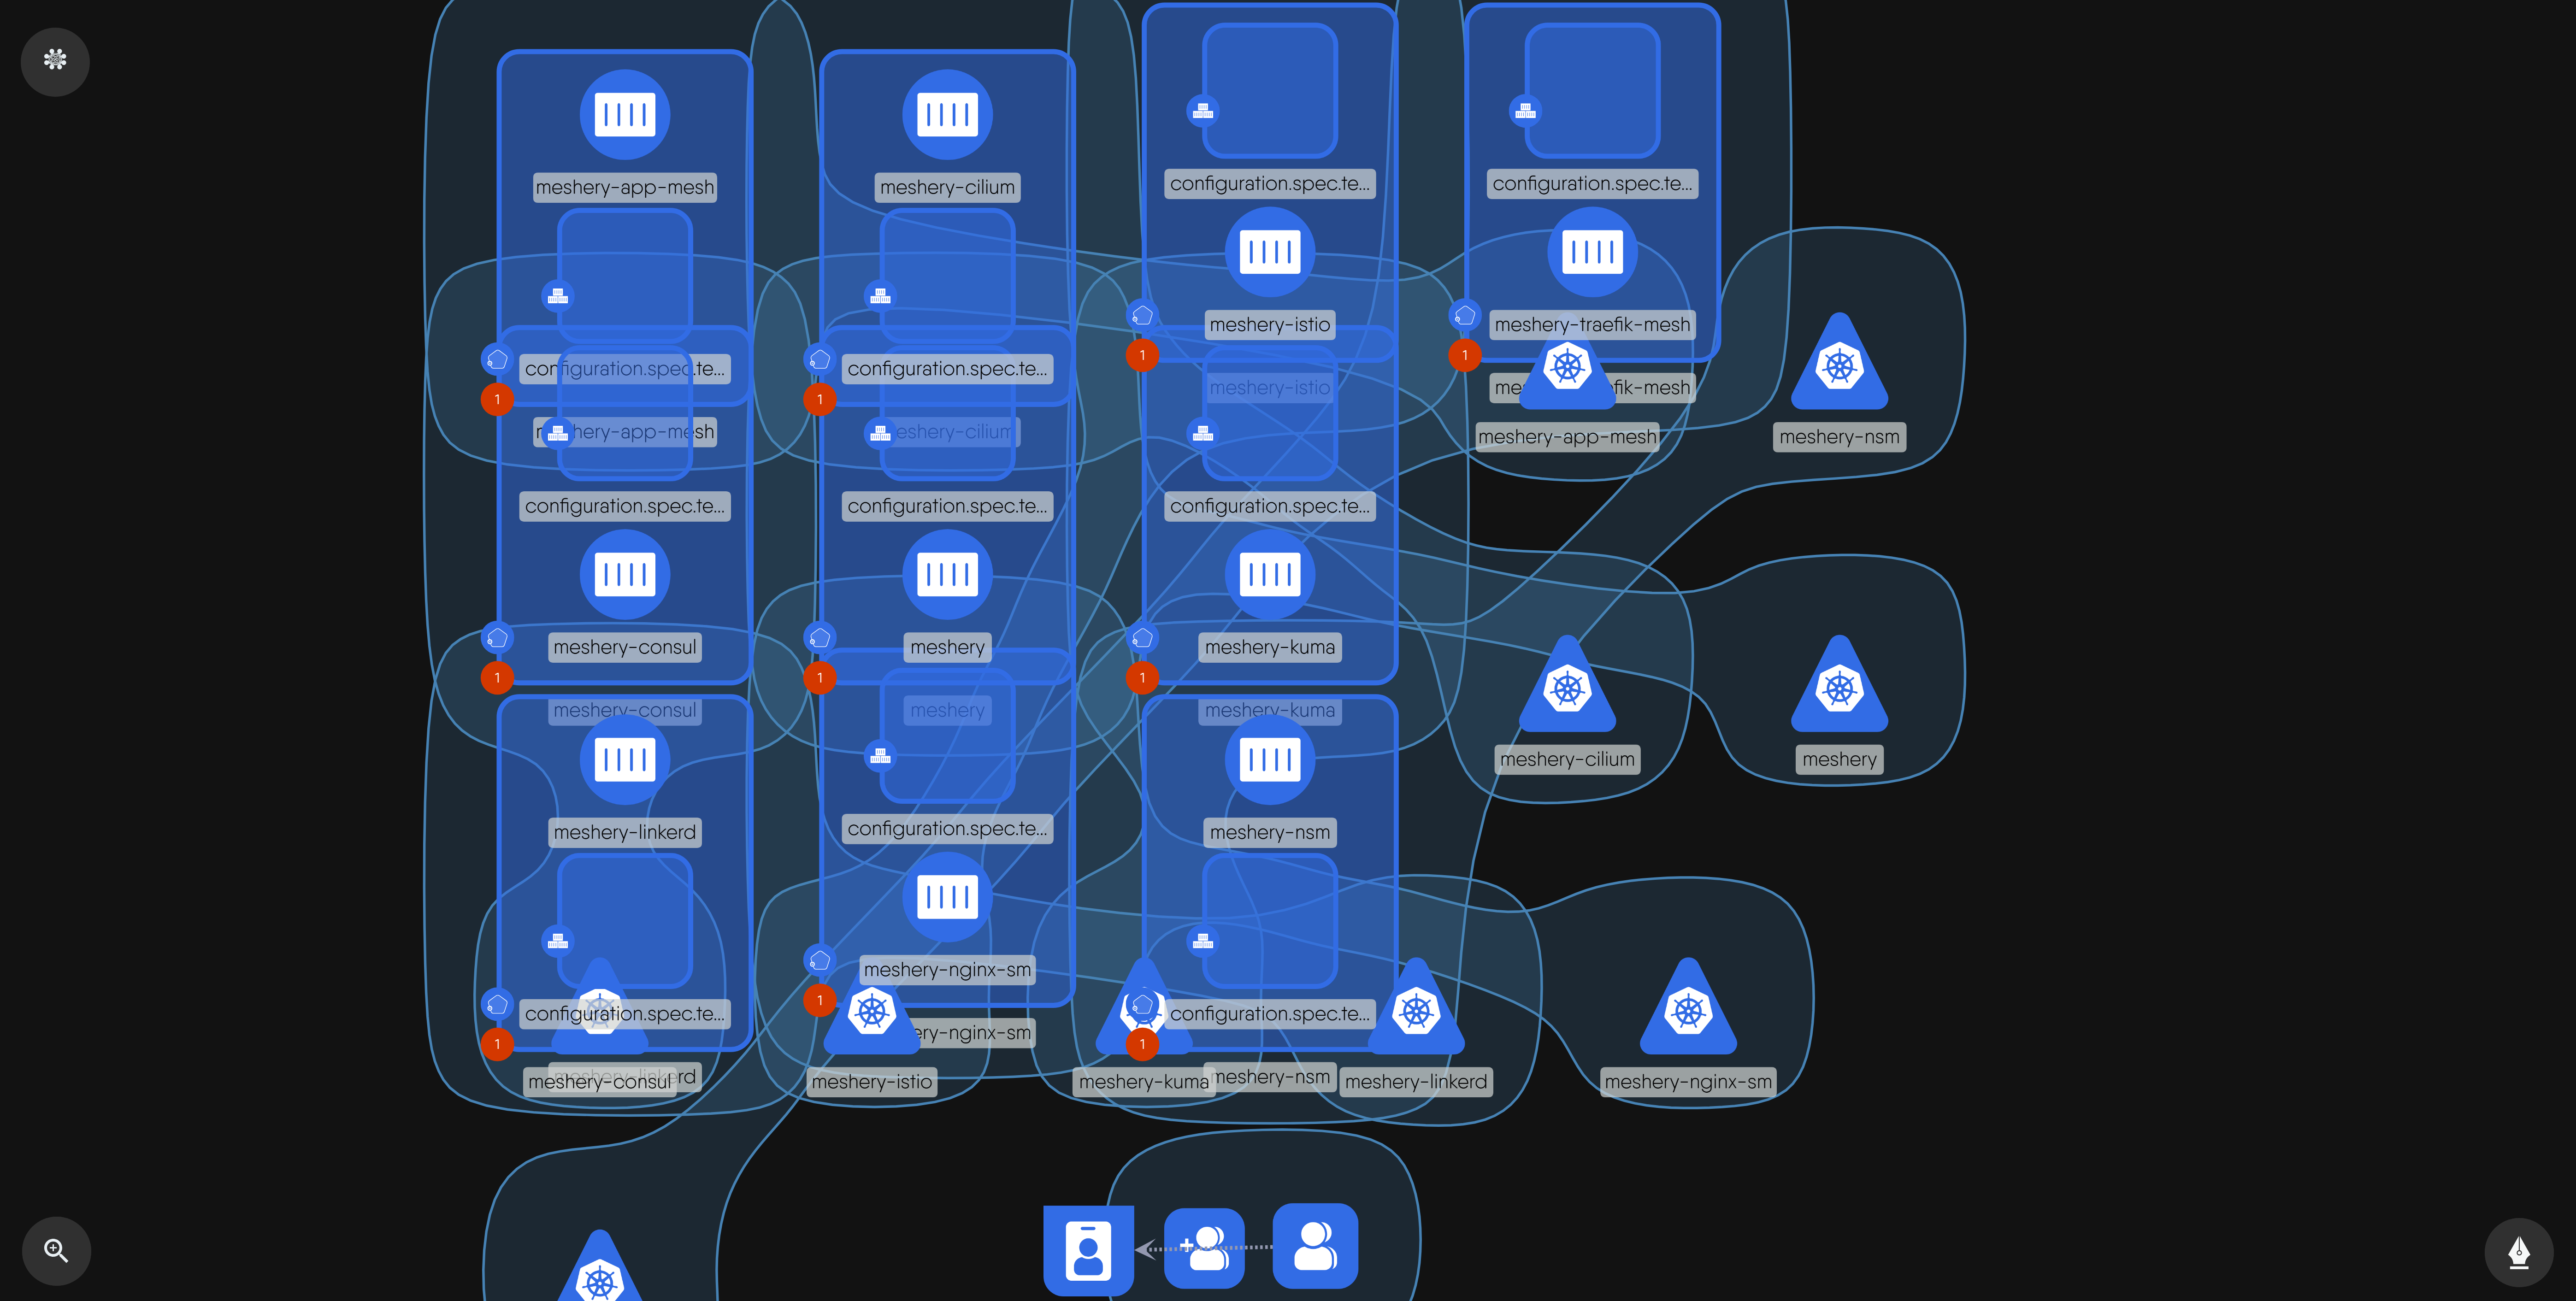 meshery-app-mesh
meshery-cilium
configuration.spec.te...
configuration.spec.te...
meshery-istio
meshery-traefik-mesh
configuration.spec.te...
configuration.spec.te...
1
1
1
1
meshery-istio
efik-mesh
meshery-app-mesh
meshery-cilium
meshery-app-mesh
meshery-nsm
configuration.spec.te...
configuration.spec.te...
configuration.spec.te...
meshery-consul
meshery
meshery-kuma
1
1
1
meshery-consul
meshery
meshery-kuma
meshery-cilium
meshery
meshery-linkerd
configuration.spec.te...
meshery-nsm
meshery-nginx-sm
1
configuration.spec.te...
configuration.spec.te...
1
1
ery-nginx-sm
meshery-consul
meshery-istio
meshery-kuma
meshery-nsm
meshery-linkerd
meshery-nginx-sm